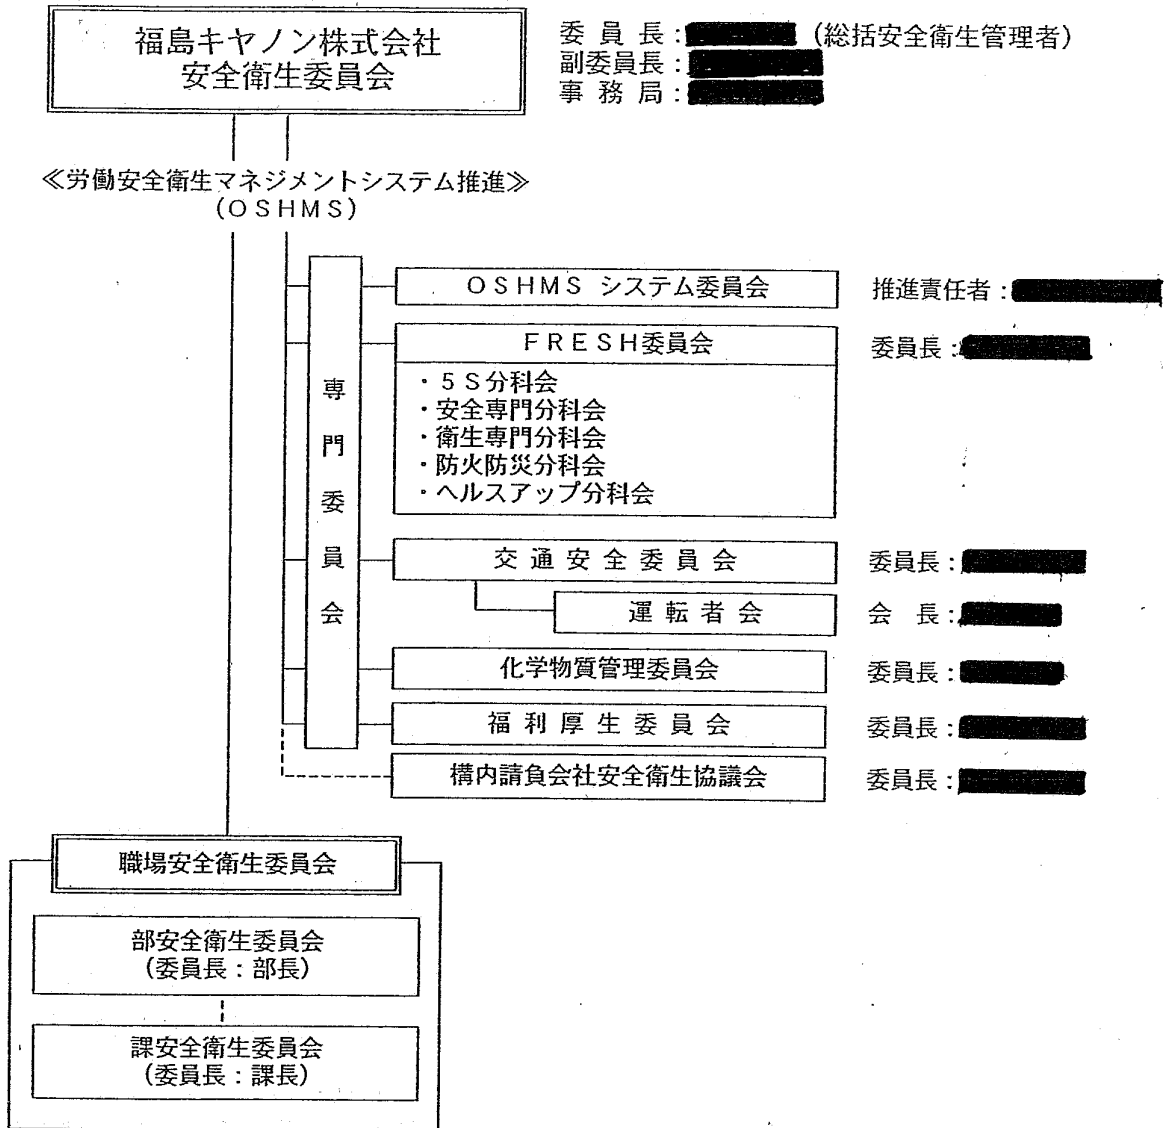 福島キヤノン株式会社
安全衛生委員会
委員長：　　　（総括安全衛生管理者）
副委員長：
事務局：
≪労働安全衛生マネジメントシステム推進≫
（ＯＳＨＭＳ）
専門委員会
ＯＳＨＭＳ システム委員会
推進責任者：
ＦＲＥＳＨ委員会
委員長：
・５Ｓ分科会
・安全専門分科会
・衛生専門分科会
・防火防災分科会
・ヘルスアップ分科会
交通安全委員会
委員長：
運転者会
会　長：
化学物質管理委員会
委員長：
福利厚生委員会
委員長：
構内請負会社安全衛生協議会
委員長：
職場安全衛生委員会
部安全衛生委員会
（委員長：部長）
課安全衛生委員会
（委員長：課長）